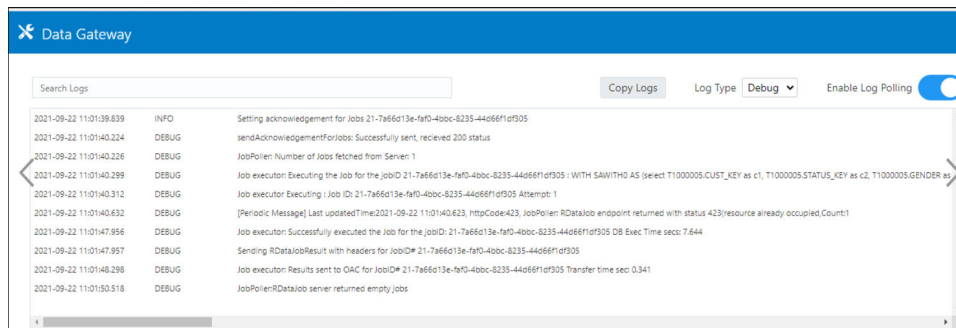 Data Gateway
Search Logs
Copy Logs
Log Type Debug
Enable Log Polling
2021-09-22 11:01:39.839 INFO Setting acknowledgement for Jobs 21-7a66d13e-faf0-4bbc-8235-44d66f1df305
2021-09-22 11:01:40.224 DEBUG sendAcknowledgementForJobs: Successfully sent, recieved 200 status
2021-09-22 11:01:40.226 DEBUG JobPoller: Number of Jobs fetched from Server: 1
2021-09-22 11:01:40.299 DEBUG Job executor: Executing the Job for the jobID 21-7a66d13e-faf0-4bbc-8235-44d66f1df305 : WITH SAWITH0 AS (select T1000005.CUST_KEY as c1, T1000005.STATUS_KEY as c2, T1000005.GENDER as
2021-09-22 11:01:40.312 DEBUG Job executor Executing : Job ID: 21-7a66d13e-faf0-4bbc-8235-44d66f1df305 Attempt: 1
2021-09-22 11:01:40.632 DEBUG [Periodic Message] Last updatedTime:2021-09-22 11:01:40.623, httpCode:423, JobPoller: RDataJob endpoint returned with status 423(resource already occupied,Count:1
2021-09-22 11:01:47.956 DEBUG Job executor: Successfully executed the Job for the jobID: 21-7a66d13e-faf0-4bbc-8235-44d66f1df305 DB Exec Time secs: 7.644
2021-09-22 11:01:47.957 DEBUG Sending RDataJobResult with headers for JobID# 21-7a66d13e-faf0-4bbc-8235-44d66f1df305
2021-09-22 11:01:48.298 DEBUG Job executor: Results sent to OAC for JobID# 21-7a66d13e-faf0-4bbc-8235-44d66f1df305 Transfer time sec: 0.341
2021-09-22 11:01:50.518 DEBUG JobPoller:RDataJob server returned empty jobs